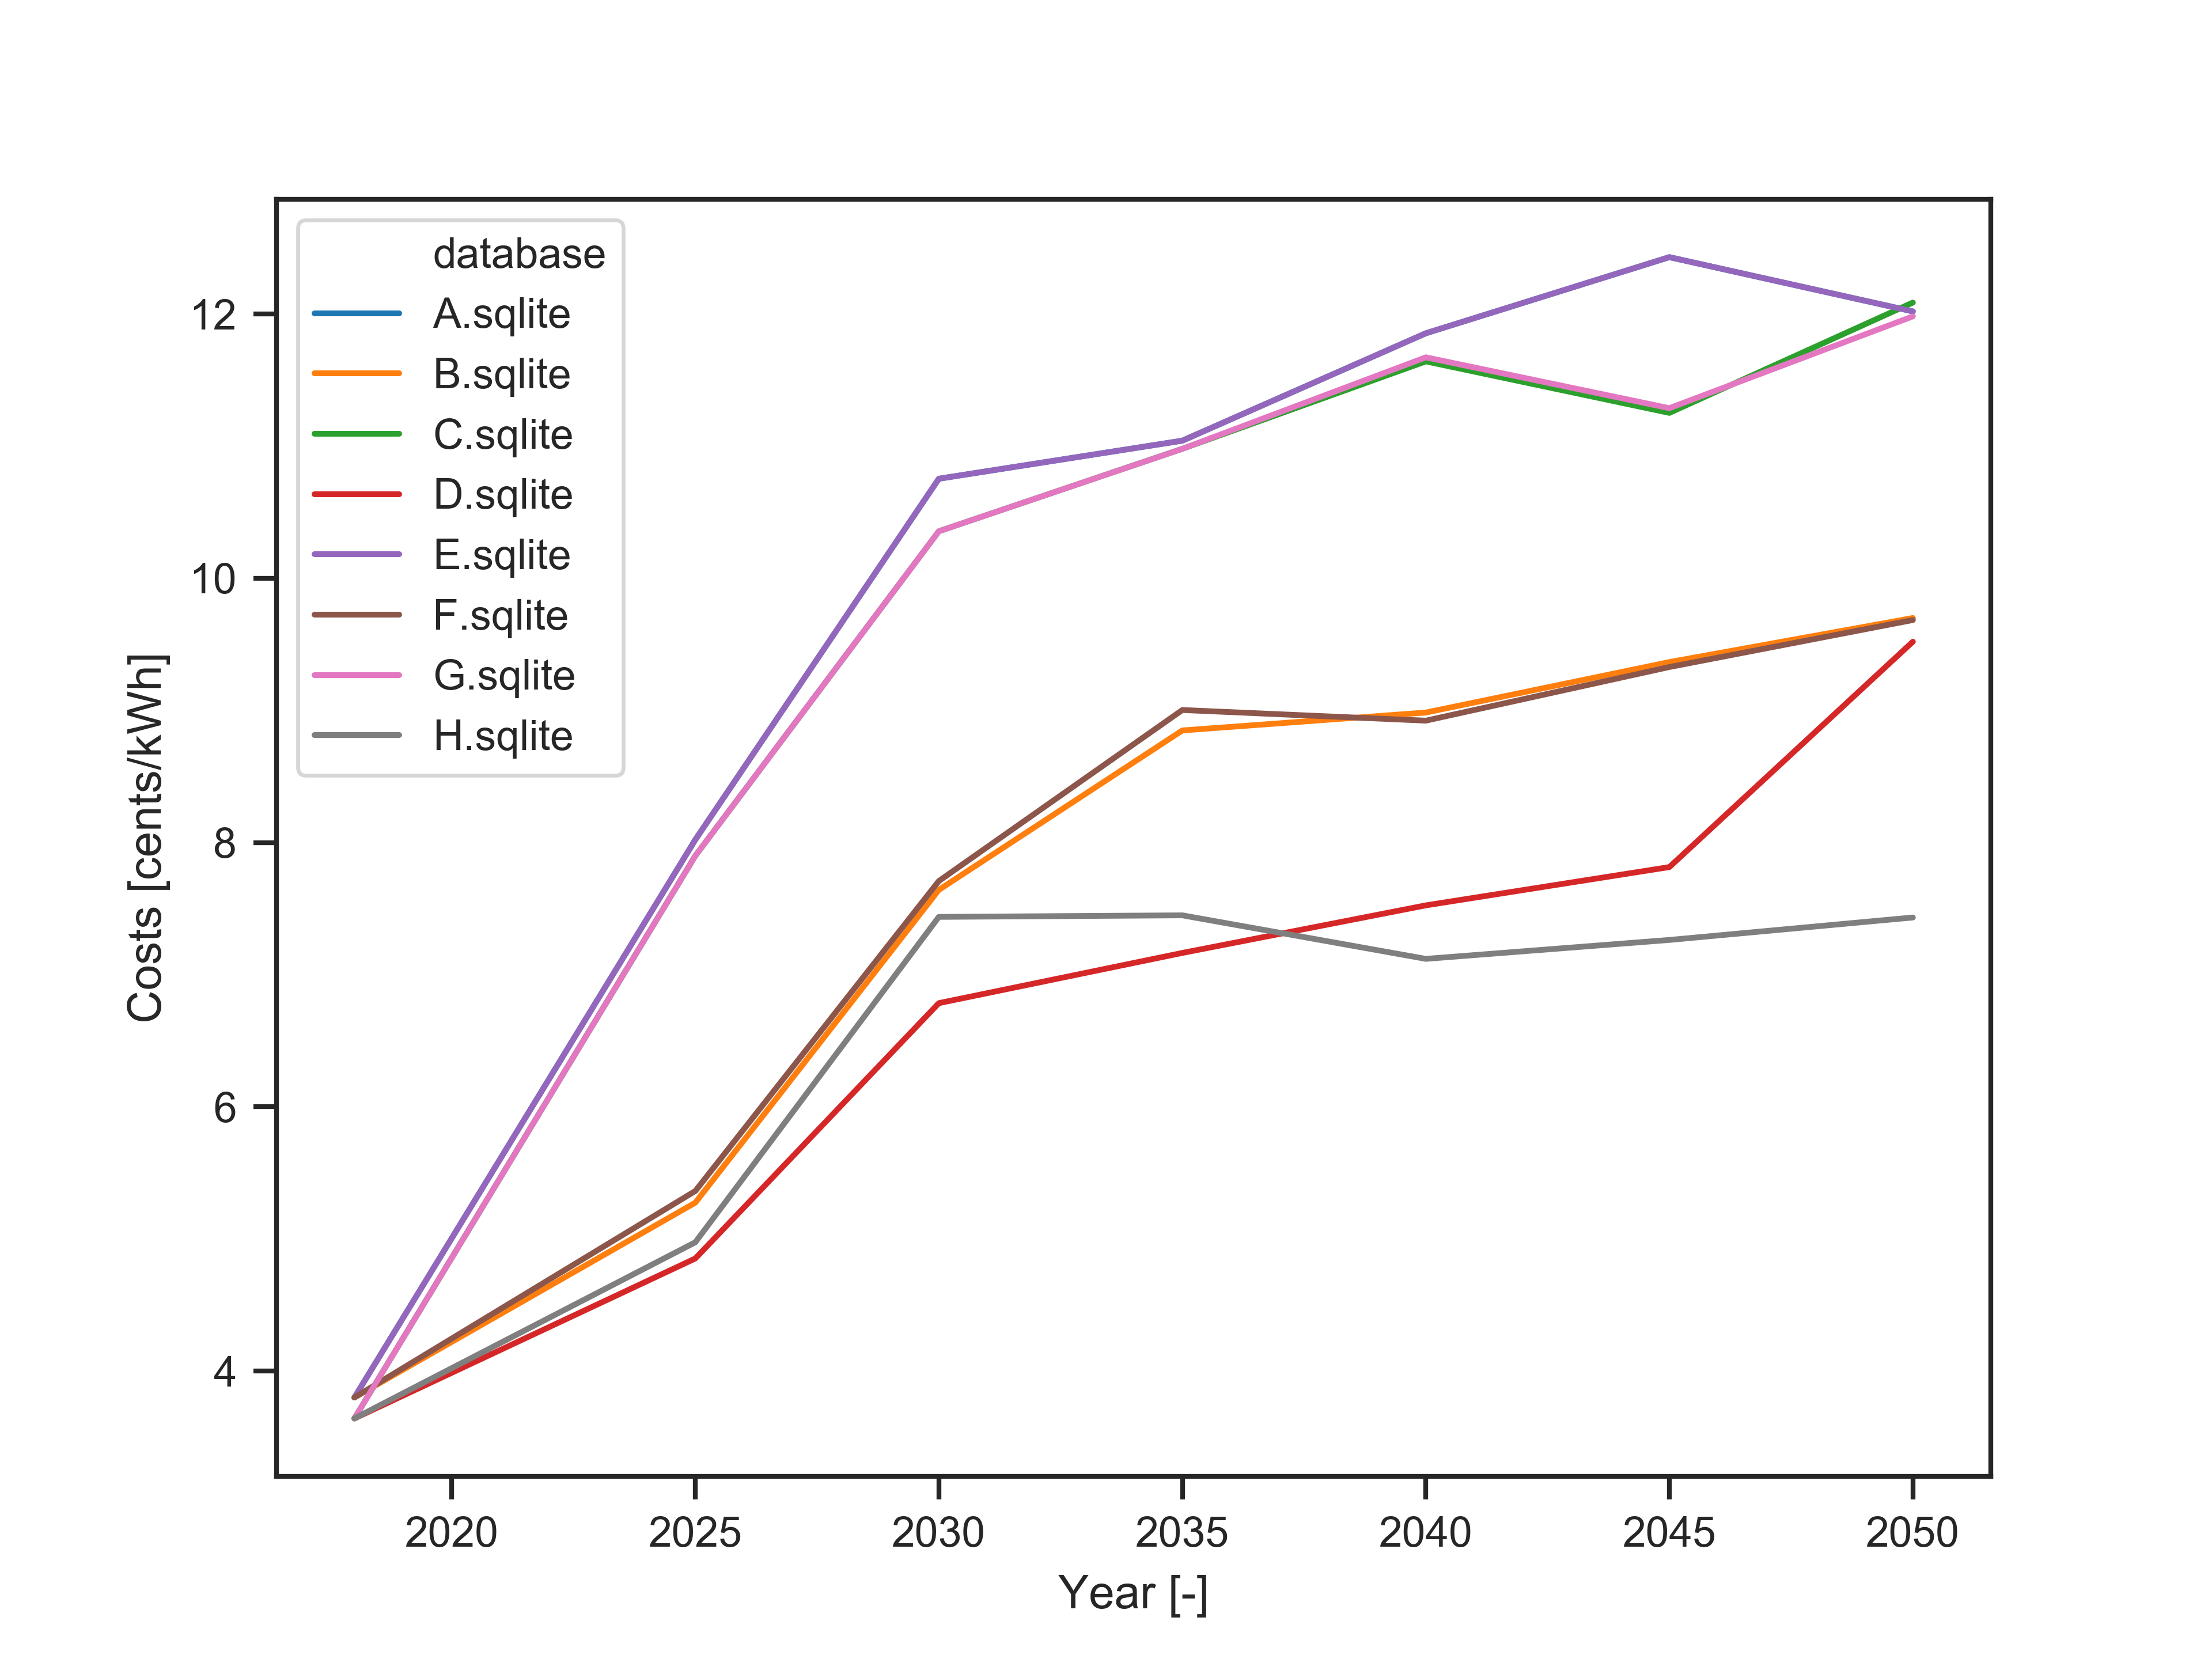 database
A.sqlite
B.sqlite
C.sqlite
D.sqlite
E.sqlite
F.sqlite
G.sqlite
H.sqlite
12
10
8
6
4
Costs [cents/kWh]
2020 2025 2030 2035 2040 2045 2050
Year [-]